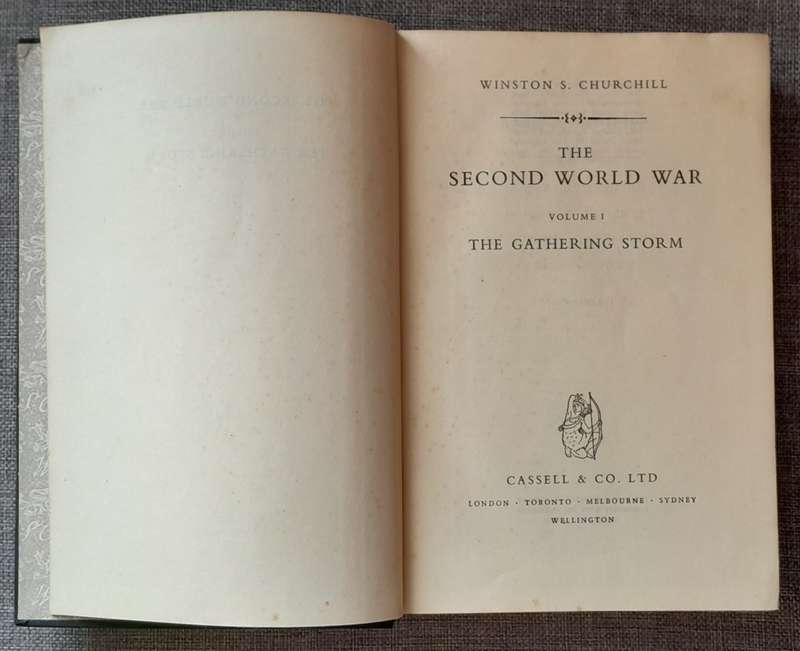 WINSTON S. CHURCHILL
THE
SECOND WORLD WAR
VOLUME I
THE GATHERING STORM
CASSELL & CO. LTD
LONDON · TORONTO · MELBOURNE · SYDNEY
WELLINGTON